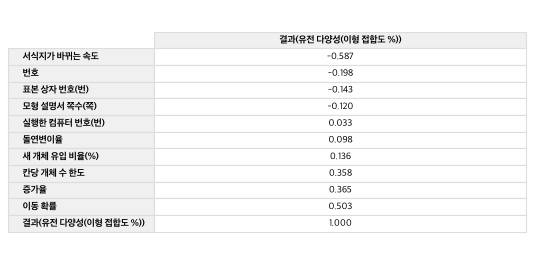 결과(유전 다양성(이형 접합도 %))
서식지가 바뀌는 속도 -0.587
번호 -0.198
표본 상자 번호(번) -0.143
모형 설명서 쪽수(쪽) -0.120
실행한 컴퓨터 번호(번) 0.033
돌연변이율 0.098
새 개체 유입 비율(%) 0.136
칸당 개체 수 한도 0.358
증가율 0.365
이동 확률 0.503
결과(유전 다양성(이형 접합도 %)) 1.000